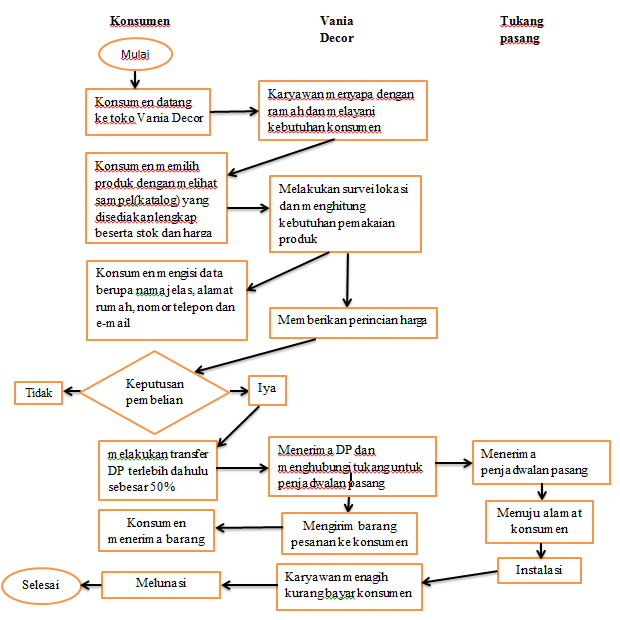 Konsumen
Vania
Decor
Tukang
pasang
Mulai
Konsumen datang
ke toko Vania Decor
Karyawan menyapa dengan
ramah dan melayani
kebutuhan konsumen
Konsumen memilih
produk dengan melihat
sampel(katalog) yang
disediakan lengkap
beserta stok dan harga
Melakukan survei lokasi
dan menghitung
kebutuhan pemakaian
produk
Konsumen mengisi data
berupa nama jelas, alamat
rumah, nomor telepon dan
e-mail
Memberikan perincian harga
Keputusan
pembelian
Tidak
Iya
melakukan transfer
DP terlebih dahulu
sebesar 50%
Menerima DP dan
menghubungi tukang untuk
penjadwalan pasang
Menerima
penjadwalan pasang
Konsumen
menerima barang
Mengirim barang
pesanan ke konsumen
Menuju alamat
konsumen
Instalasi
Karyawan menagih
kurang bayar konsumen
Melunasi
Selesai